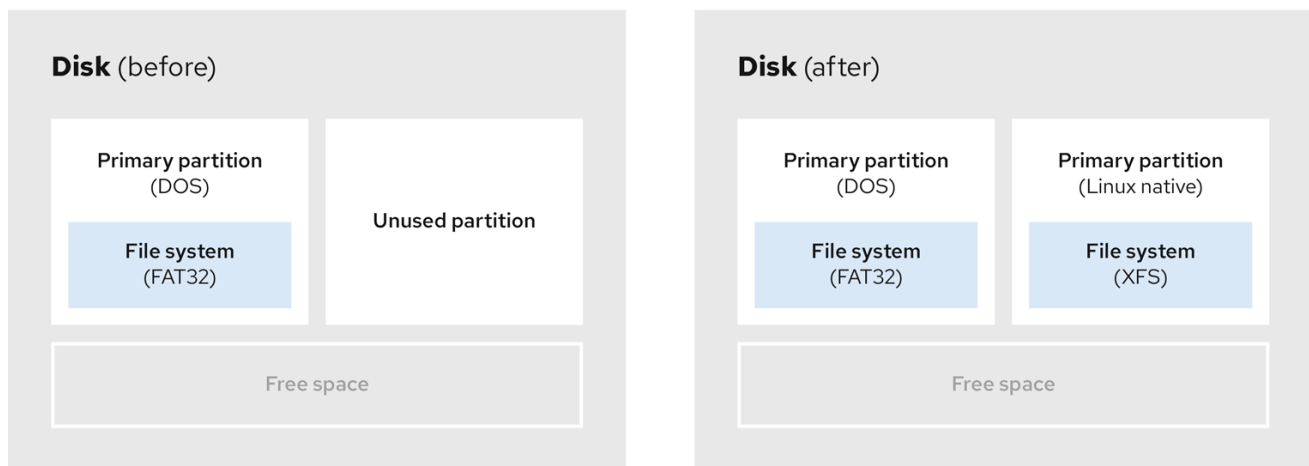 Disk (before)
Primary partition
(DOS)
File system
(FAT32)
Unused partition
Free space
Disk (after)
Primary partition
(DOS)
File system
(FAT32)
Primary partition
(Linux native)
File system
(XFS)
Free space